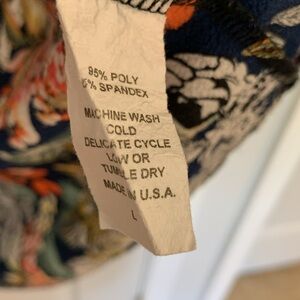 95% POLY
5% SPANDEX
MACHINE WASH
COLD
DELICATE CYCLE
LOW OR
TUMBLE DRY
MADE IN U.S.A.
L